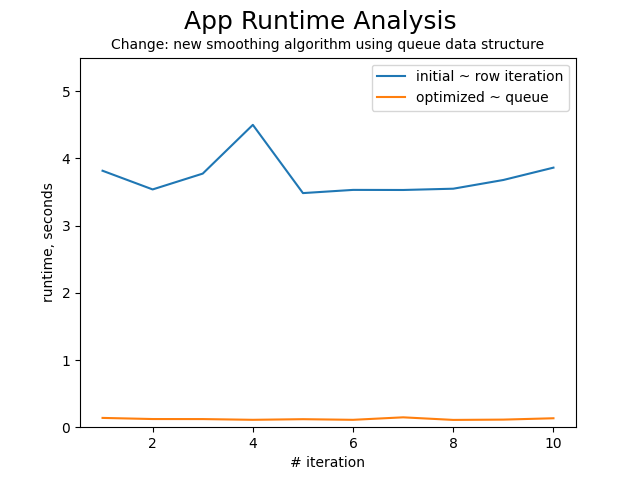 App Runtime Analysis
Change: new smoothing algorithm using queue data structure
initial ~ row iteration
optimized ~ queue
5
4
3
2
1
0
runtime, seconds
2
4
6
8
10
# iteration